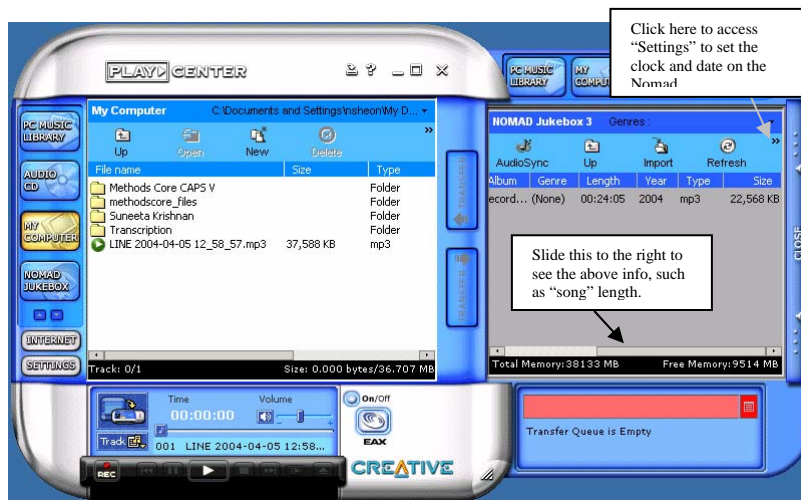 Click here to access
“Settings” to set the
clock and date on the
Nomad
PLAY CENTER
?
PC MUSIC
LIBRARY
MY
COMPU
My Computer C:\Documents and Settings\nsheon\My D...
Up Open New Delete »
File name Size Type
Methods Core CAPS V Folder
methodscore_files Folder
Suneeta Krishnan Folder
Transcription Folder
LINE 2004-04-05 12_58_57.mp3 37,588 KB mp3
Track: 0/1 Size: 0.000 bytes/36.707 MB
PC MUSIC
LIBRARY
AUDIO
CD
MY
COMPUTER
NOMAD
JUKEBOX
INTERNET
SETTINGS
TRANSFER
TRANSFER
NOMAD Jukebox 3 Genres :
AudioSync Up Import Refresh »
Album Genre Length Year Type Size
ecord... (None) 00:24:05 2004 mp3 22,568 KB
Slide this to the right to
see the above info, such
as “song” length.
Total Memory:38133 MB Free Memory:9514 MB
CLOSE
Time Volume
00:00:00
- +
Track
001 LINE 2004-04-05 12:58...
REC
On/Off
EAX
CREATIVE
Transfer Queue is Empty